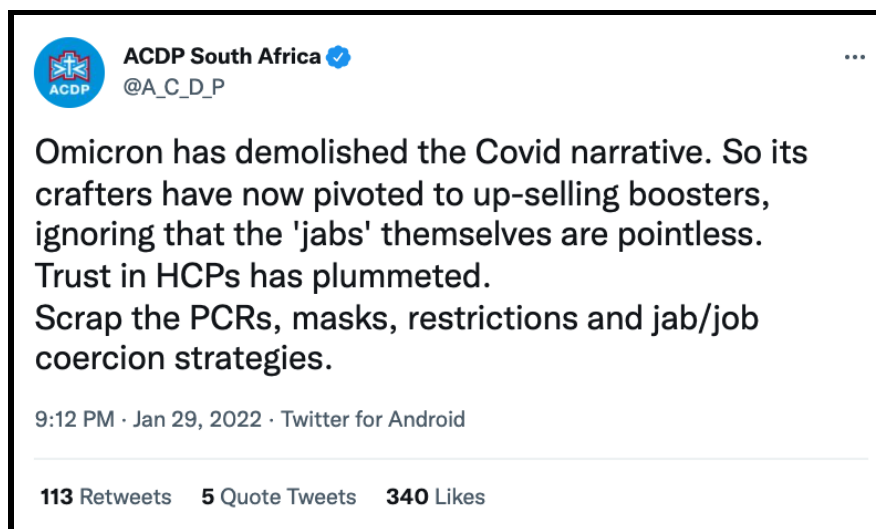 ACDP South Africa
@A_C_D_P
ACDP
Omicron has demolished the Covid narrative. So its
crafters have now pivoted to up-selling boosters,
ignoring that the 'jabs' themselves are pointless.
Trust in HCPs has plummeted.
Scrap the PCRs, masks, restrictions and jab/job
coercion strategies.
9:12 PM · Jan 29, 2022 · Twitter for Android
113 Retweets 5 Quote Tweets 340 Likes